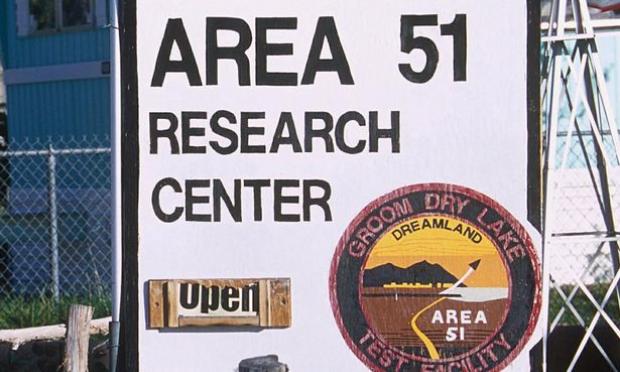 AREA 51
RESEARCH
CENTER
Open
GROOM DRY LAKE
DREAMLAND
AREA
51
TEST FACILITY